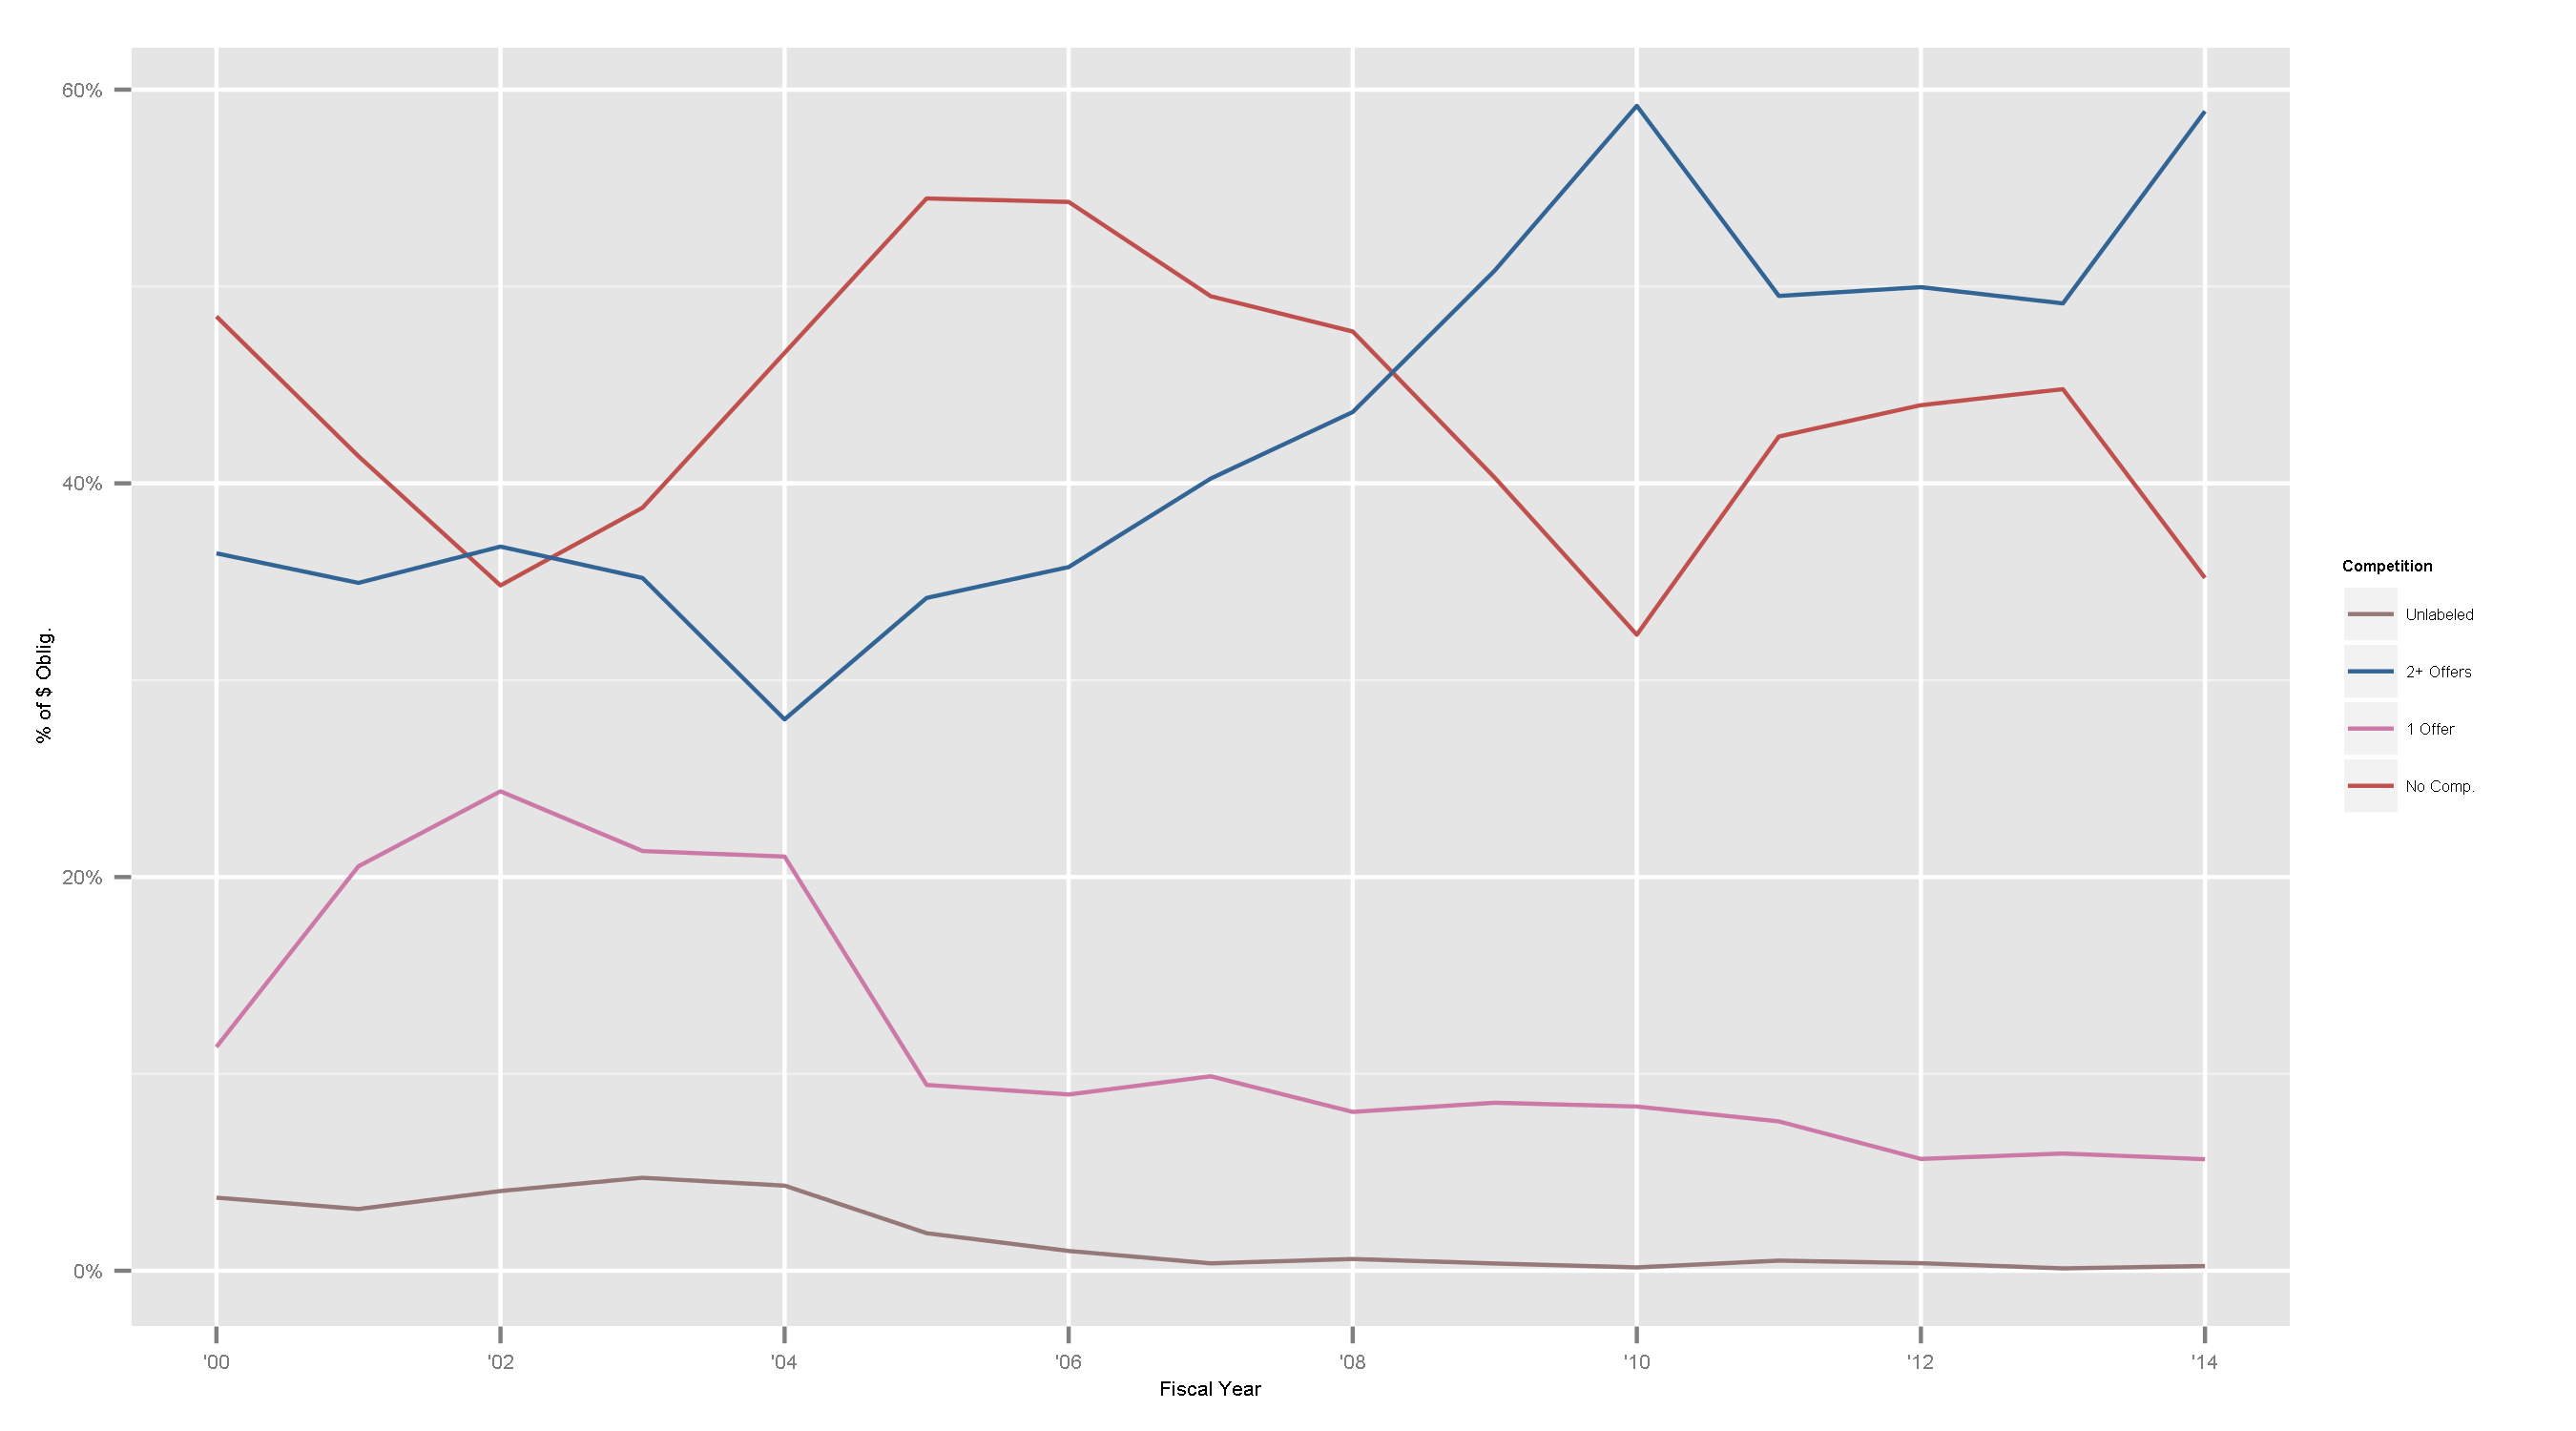 60%
40%
20%
0%
% of $ Oblig.
'00 '02 '04 '06 '08 '10 '12 '14
Fiscal Year
Competition
Unlabeled
2+ Offers
1 Offer
No Comp.